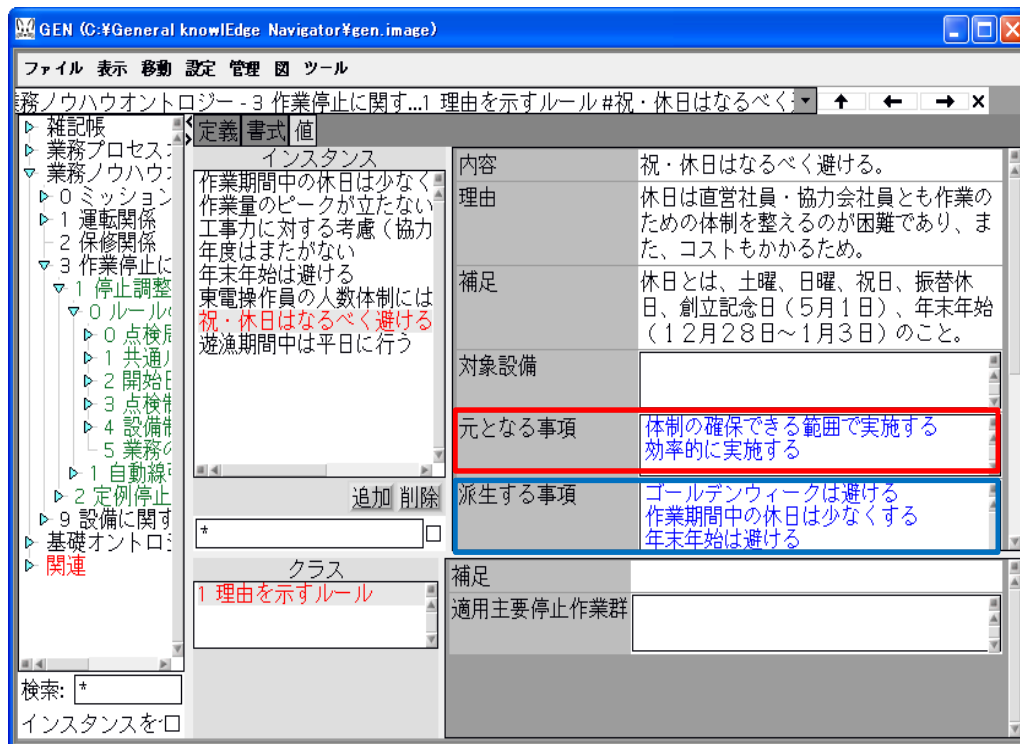 GEN (C:¥General knowlEdge Navigator¥gen.image)
ファイル 表示 移動 設定 管理 図 ツール
務ノウハウオントロジー - 3 作業停止に関す...1 理由を示すルール #祝・休日はなるべく
雑記帳
業務プロセス
業務ノウハウ
0 ミッション
1 運転関係
2 保修関係
3 作業停止に
1 停止調整
0 ルールの
0 点検周
1 共通ル
2 開始日
3 点検制
4 設備制
5 業務の
1 自動線引
2 定例停止
9 設備に関す
基礎オントロジ
関連
検索: *
インスタンスを
定義 書式 値
インスタンス
作業期間中の休日は少なく
作業量のピークが立たない
工事力に対する考慮(協力
年度はまたがない
年末年始は避ける
東電操作員の人数体制には
祝・休日はなるべく避ける
遊漁期間中は平日に行う
追加 削除
*
クラス
1 理由を示すルール
内容
祝・休日はなるべく避ける。
理由
休日は直営社員・協力会社員とも作業の
ための体制を整えるのが困難であり、ま
た、コストもかかるため。
補足
休日とは、土曜、日曜、祝日、振替休
日、創立記念日(5月1日)、年末年始
(12月28日~1月3日)のこと。
対象設備
元となる事項
体制の確保できる範囲で実施する
効率的に実施する
派生する事項
ゴールデンウィークは避ける
作業期間中の休日は少なくする
年末年始は避ける
補足
適用主要停止作業群